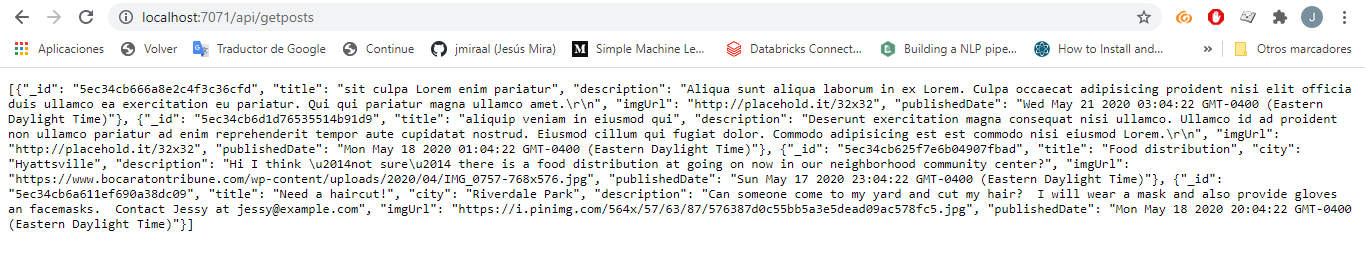 localhost:7071/api/getposts
J
Aplicaciones Volver Traductor de Google Continue jmiraal (Jesús Mira) M Simple Machine Le... Databricks Connect... Building a NLP pipe... How to Install and... » Otros marcadores
[{"_id": "5ec34cb666a8e2c4f3c36cfd", "title": "sit culpa Lorem enim pariatur", "description": "Aliqua sunt aliqua laborum in ex Lorem. Culpa occaecat adipisicing proident nisi elit officia
duis ullamco ea exercitation eu pariatur. Qui qui pariatur magna ullamco amet.\r\n", "imgUrl": "http://placehold.it/32x32", "publishedDate": "Wed May 21 2020 03:04:22 GMT-0400 (Eastern
Daylight Time)"}, {"_id": "5ec34cb6d1d76535514b91d9", "title": "aliquip veniam in eiusmod qui", "description": "Deserunt exercitation magna consequat nisi ullamco. Ullamco id ad proident
non ullamco pariatur ad enim reprehenderit tempor aute cupidatat nostrud. Eiusmod cillum qui fugiat dolor. Commodo adipisicing est est commodo nisi eiusmod Lorem.\r\n", "imgUrl":
"http://placehold.it/32x32", "publishedDate": "Mon May 18 2020 01:04:22 GMT-0400 (Eastern Daylight Time)"}, {"_id": "5ec34cb625f7e6b04907fbad", "title": "Food distribution", "city":
"Hyattsville", "description": "Hi I think \u2014not sure\u2014 there is a food distribution at going on now in our neighborhood community center?", "imgUrl":
"https://www.bocaratontribune.com/wp-content/uploads/2020/04/IMG_0757-768x576.jpg", "publishedDate": "Sun May 17 2020 23:04:22 GMT-0400 (Eastern Daylight Time)"}, {"_id":
"5ec34cb6a611ef690a38dc09", "title": "Need a haircut!", "city": "Riverdale Park", "description": "Can someone come to my yard and cut my hair?  I will wear a mask and also provide gloves
an facemasks.  Contact Jessy at jessy@example.com", "imgUrl": "https://i.pinimg.com/564x/57/63/87/576387d0c55bb5a3e5dead09ac578fc5.jpg", "publishedDate": "Mon May 18 2020 20:04:22 GMT-0400
(Eastern Daylight Time)"}]